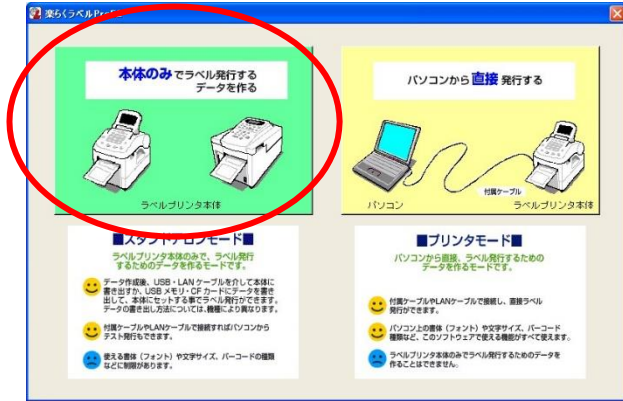 楽らくラベルPro
本体のみでラベル発行する
データを作る
ラベルプリンタ本体
パソコンから直接発行する
付属ケーブル
パソコン
ラベルプリンタ本体
■スタンドアロンモード■
ラベルプリンタ本体のみで、ラベル発行
するためのデータを作るモードです。
データ作成後、USB・LANケーブルを介して本体に
書き出すか、USBメモリ・CFカードにデータを書き
出して、本体にセットする事でラベル発行ができます。
データの書き出し方法については、機種により異なります。
付属ケーブルやLANケーブルで接続すればパソコンから
テスト発行もできます。
使える書体(フォント)や文字サイズ、バーコードの種類
などに制限があります。
■プリンタモード■
パソコンから直接、ラベル発行するための
データを作るモードです。
付属ケーブルやLANケーブルで接続し、直接ラベル
発行ができます。
パソコン上の書体(フォント)や文字サイズ、バーコード
種類など、このソフトウェアで使える機能がすべて使えます。
ラベルプリンタ本体のみでラベル発行するためのデータを
作ることはできません。